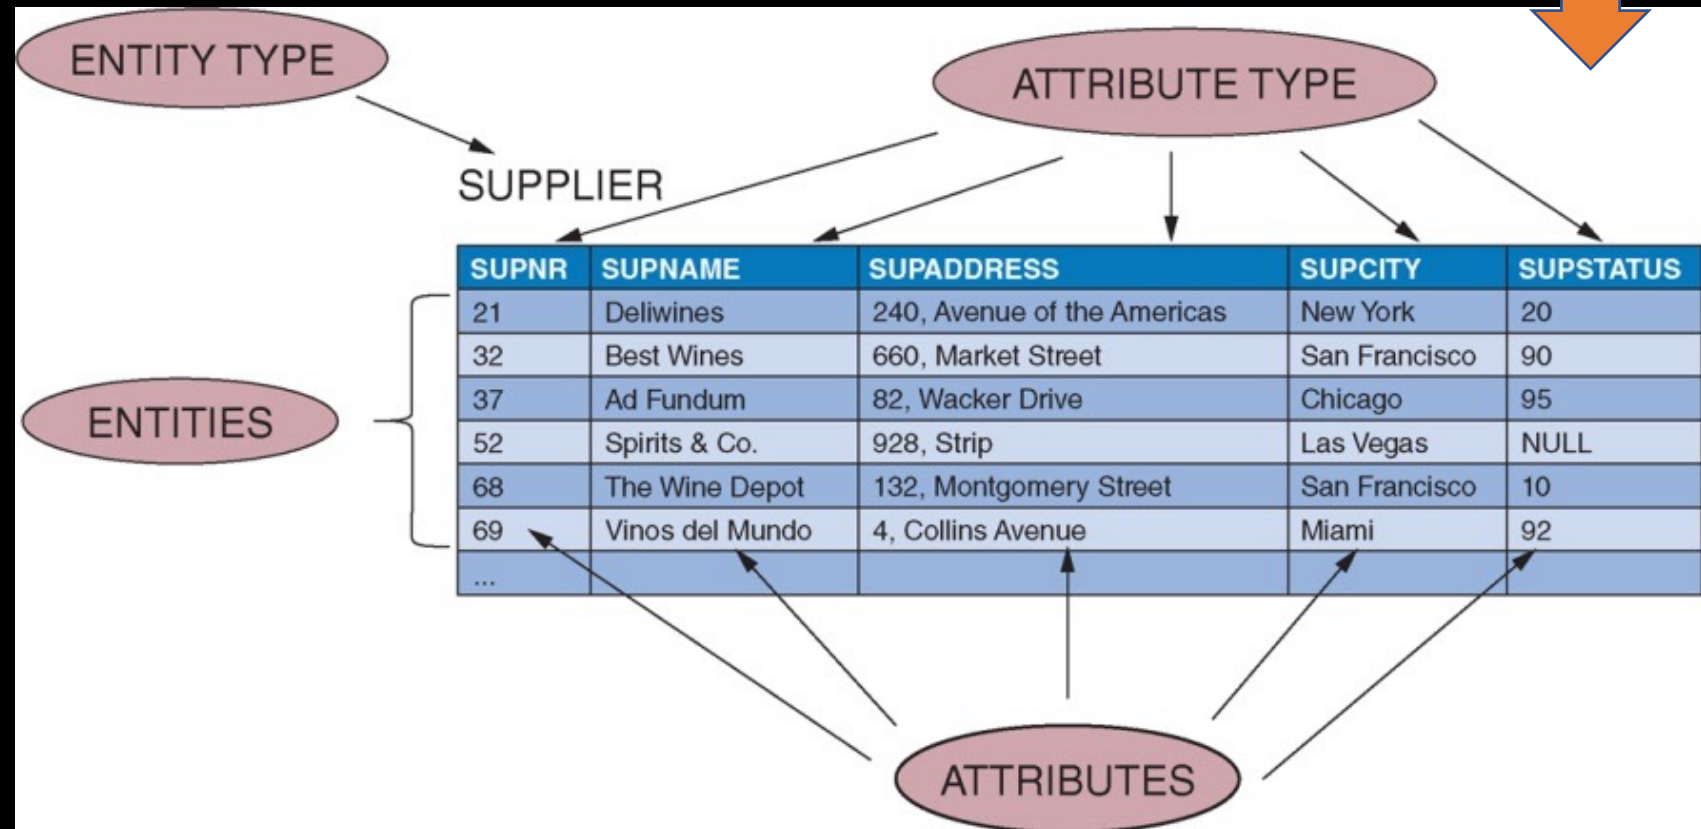 ENTITY TYPE
ATTRIBUTE TYPE
SUPPLIER
SUPNR SUPNAME SUPADDRESS SUPCITY SUPSTATUS
21 Deliwines 240, Avenue of the Americas New York 20
32 Best Wines 660, Market Street San Francisco 90
37 Ad Fundum 82, Wacker Drive Chicago 95
ENTITIES
52 Spirits & Co. 928, Strip Las Vegas NULL
68 The Wine Depot 132, Montgomery Street San Francisco 10
69 Vinos del Mundo 4, Collins Avenue Miami 92
...
ATTRIBUTES